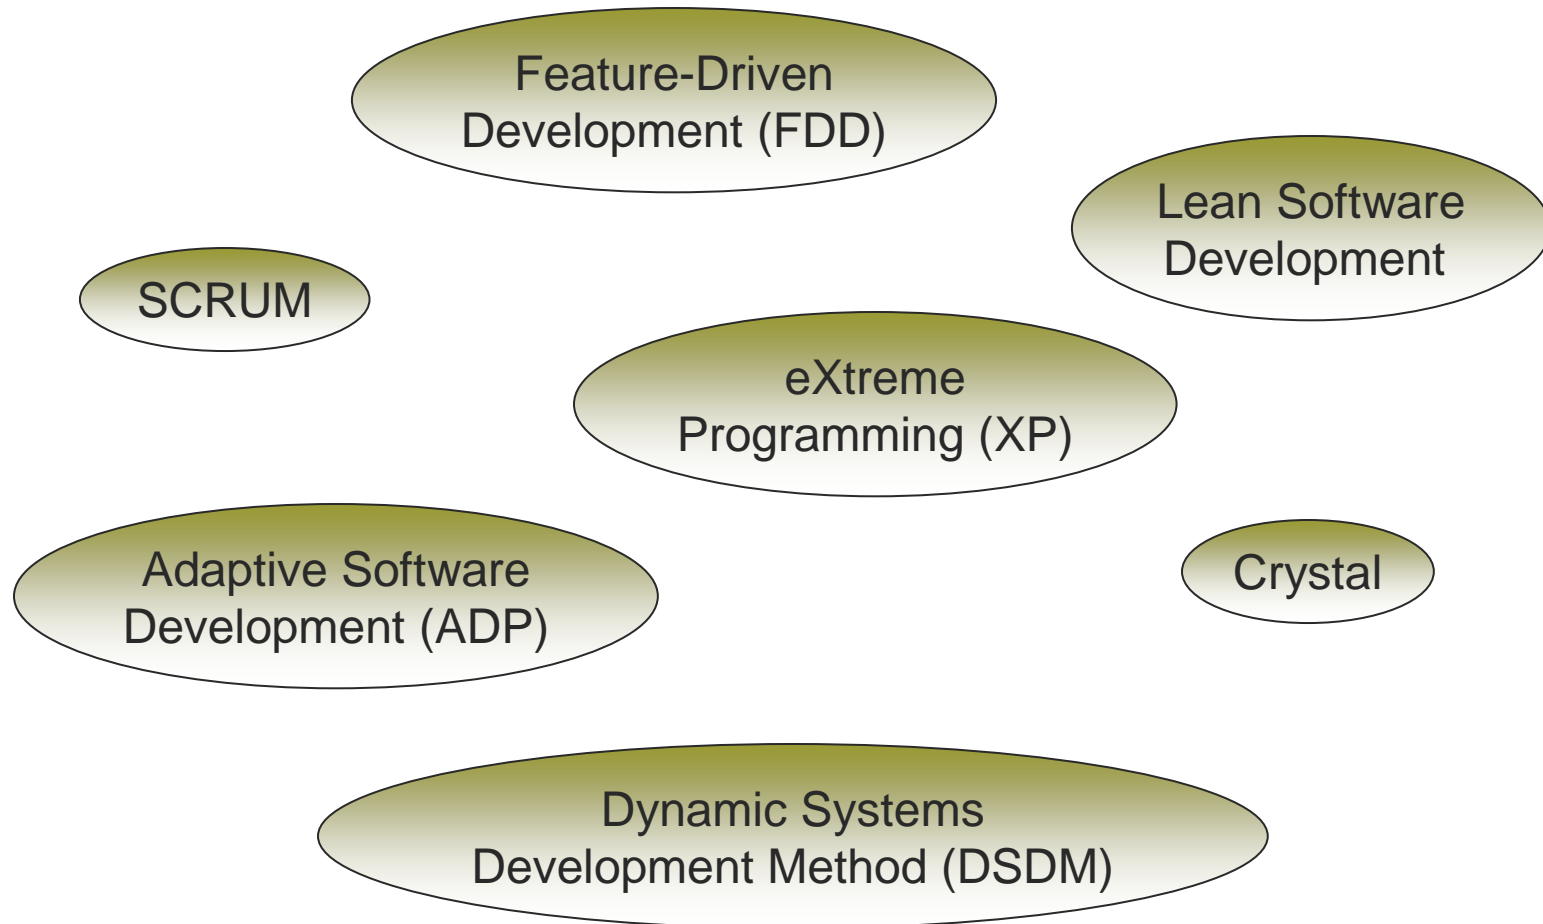 Feature-Driven
Development (FDD)
Lean Software
Development
SCRUM
eXtreme
Programming (XP)
Adaptive Software
Development (ADP)
Crystal
Dynamic Systems
Development Method (DSDM)